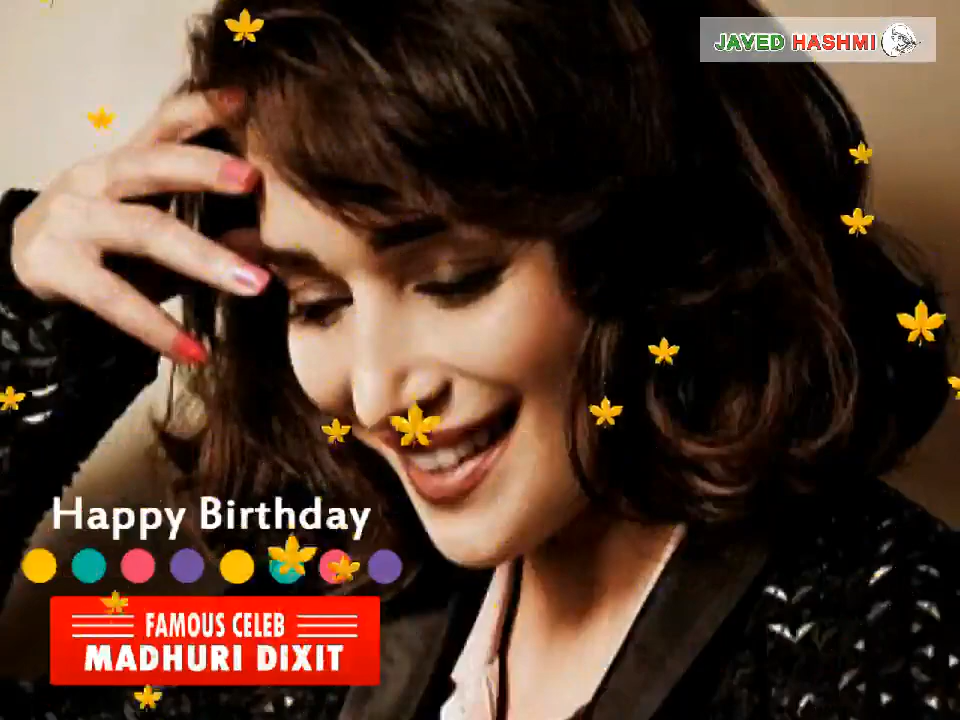 JAVED HASHMI
Happy Birthday
FAMOUS CELEB
MADHURI DIXIT